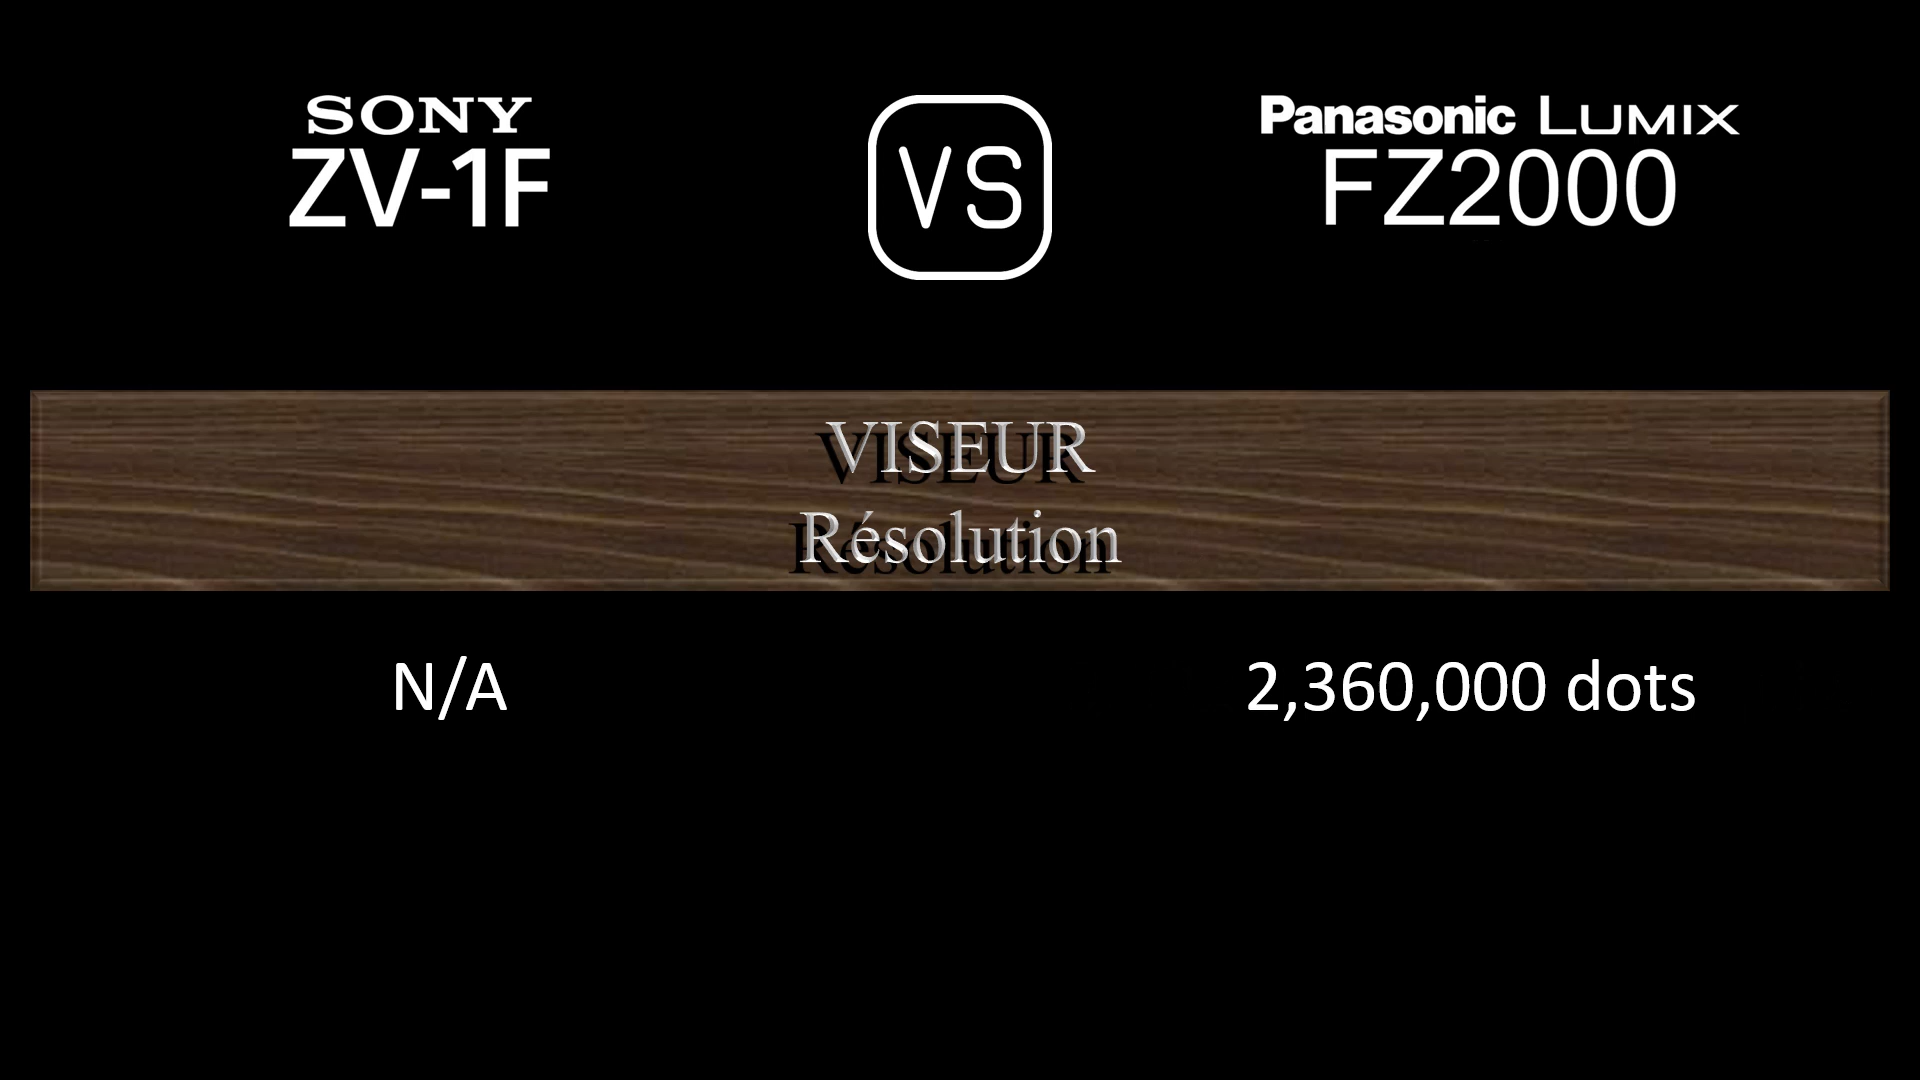 SONY
ZV-1F
VS
Panasonic LUMIX
FZ2000
VISEUR
Résolution
N/A
2,360,000 dots